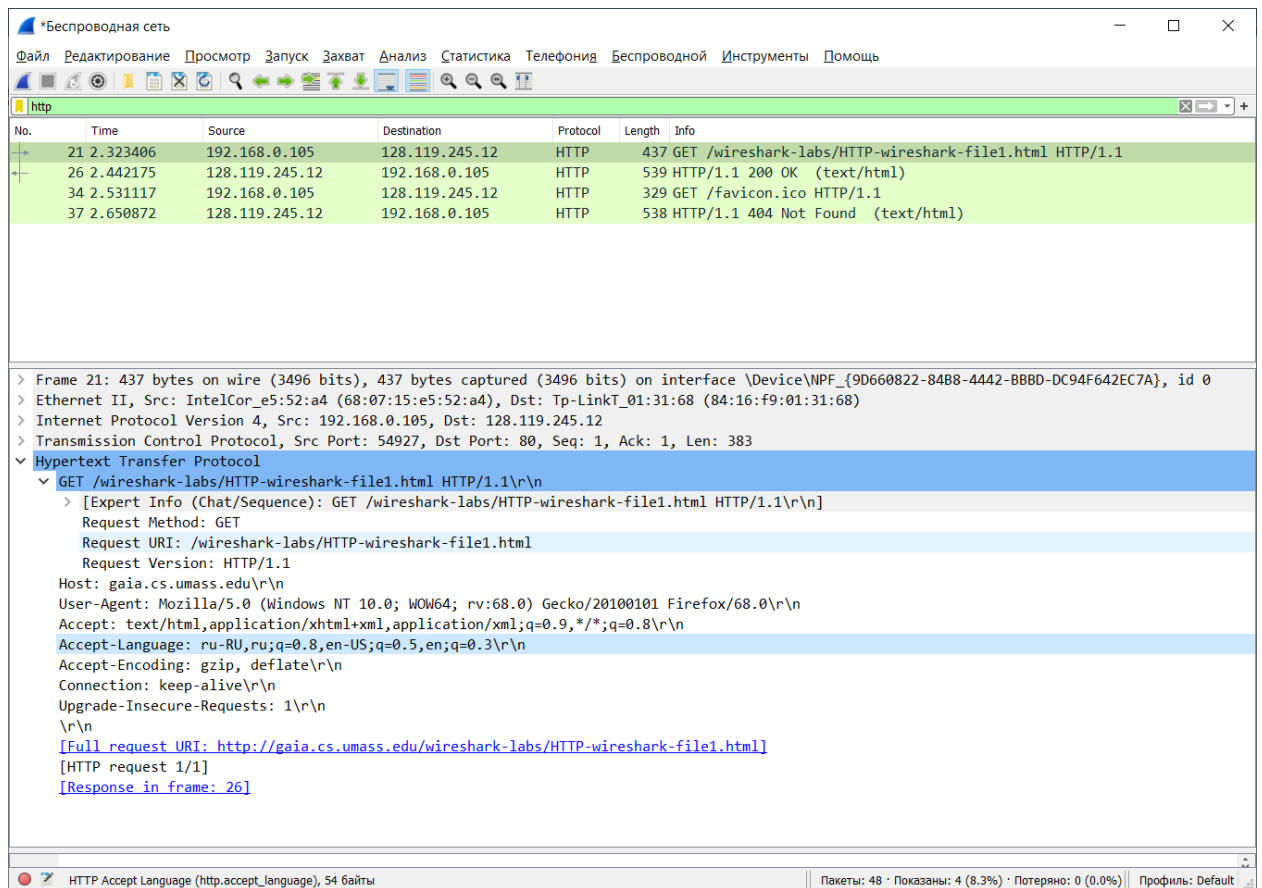 *Беспроводная сеть
Файл Редактирование Просмотр Запуск Захват Анализ Статистика Телефония Беспроводной Инструменты Помощь
http
No. Time Source Destination Protocol Length Info
21 2.323406 192.168.0.105 128.119.245.12 HTTP 437 GET /wireshark-labs/HTTP-wireshark-file1.html HTTP/1.1
26 2.442175 128.119.245.12 192.168.0.105 HTTP 539 HTTP/1.1 200 OK (text/html)
34 2.531117 192.168.0.105 128.119.245.12 HTTP 329 GET /favicon.ico HTTP/1.1
37 2.650872 128.119.245.12 192.168.0.105 HTTP 538 HTTP/1.1 404 Not Found (text/html)
Frame 21: 437 bytes on wire (3496 bits), 437 bytes captured (3496 bits) on interface \Device\NPF_{9D660822-84B8-4442-BBBD-DC94F642EC7A}, id 0
Ethernet II, Src: IntelCor_e5:52:a4 (68:07:15:e5:52:a4), Dst: Tp-LinkT_01:31:68 (84:16:f9:01:31:68)
Internet Protocol Version 4, Src: 192.168.0.105, Dst: 128.119.245.12
Transmission Control Protocol, Src Port: 54927, Dst Port: 80, Seq: 1, Ack: 1, Len: 383
Hypertext Transfer Protocol
GET /wireshark-labs/HTTP-wireshark-file1.html HTTP/1.1\r\n
[Expert Info (Chat/Sequence): GET /wireshark-labs/HTTP-wireshark-file1.html HTTP/1.1\r\n]
Request Method: GET
Request URI: /wireshark-labs/HTTP-wireshark-file1.html
Request Version: HTTP/1.1
Host: gaia.cs.umass.edu\r\n
User-Agent: Mozilla/5.0 (Windows NT 10.0; WOW64; rv:68.0) Gecko/20100101 Firefox/68.0\r\n
Accept: text/html,application/xhtml+xml,application/xml;q=0.9,*/*;q=0.8\r\n
Accept-Language: ru-RU,ru;q=0.8,en-US;q=0.5,en;q=0.3\r\n
Accept-Encoding: gzip, deflate\r\n
Connection: keep-alive\r\n
Upgrade-Insecure-Requests: 1\r\n
\r\n
[Full request URI: http://gaia.cs.umass.edu/wireshark-labs/HTTP-wireshark-file1.html]
[HTTP request 1/1]
[Response in frame: 26]
HTTP Accept Language (http.accept_language), 54 байты Пакеты: 48 · Показаны: 4 (8.3%) · Потеряно: 0 (0.0%) Профиль: Default